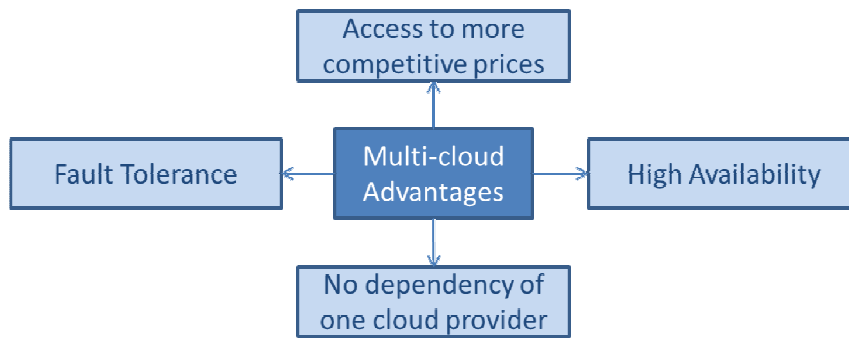 Access to more
competitive prices
Fault Tolerance
Multi-cloud
Advantages
High Availability
No dependency of
one cloud provider